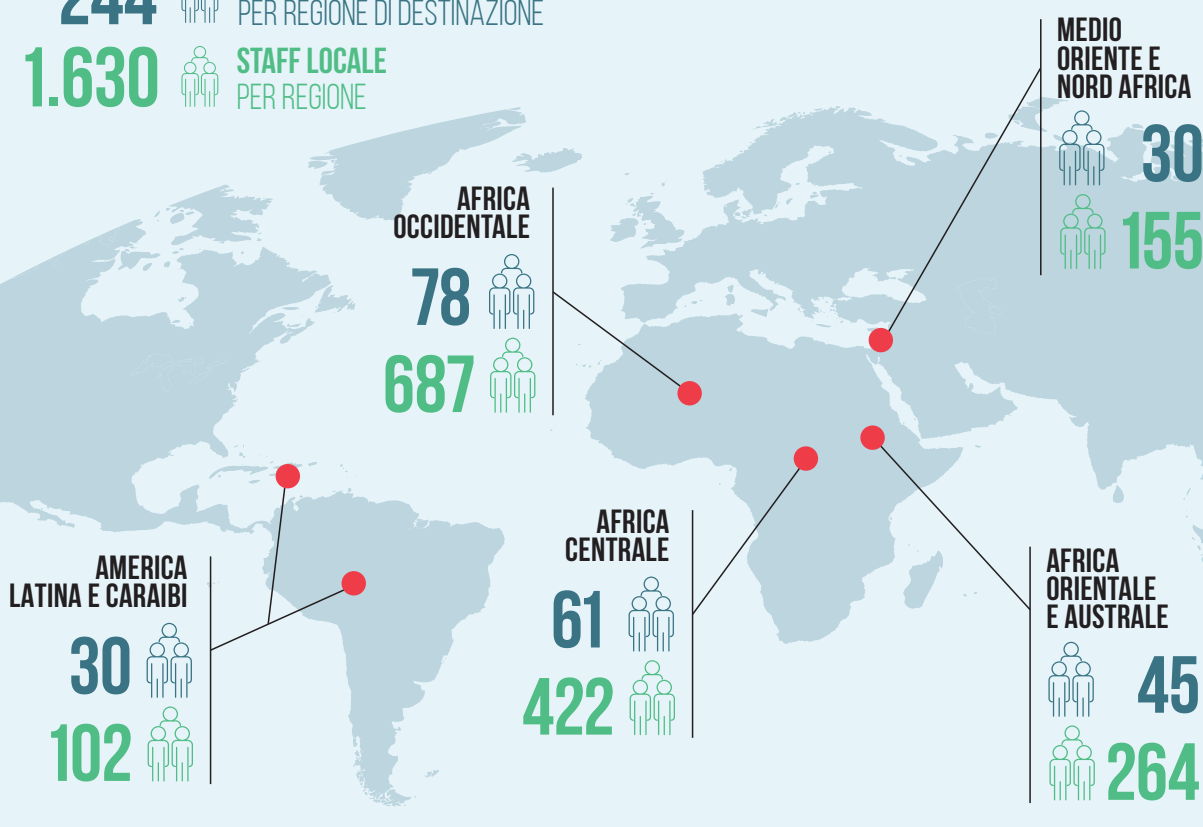 244 PER REGIONE DI DESTINAZIONE
1.630 STAFF LOCALE
PER REGIONE
MEDIO
ORIENTE E
NORD AFRICA
30
155
AFRICA
OCCIDENTALE
78
687
AFRICA
CENTRALE
61
422
AMERICA
LATINA E CARAIBI
30
102
AFRICA
ORIENTALE
E AUSTRALE
45
264